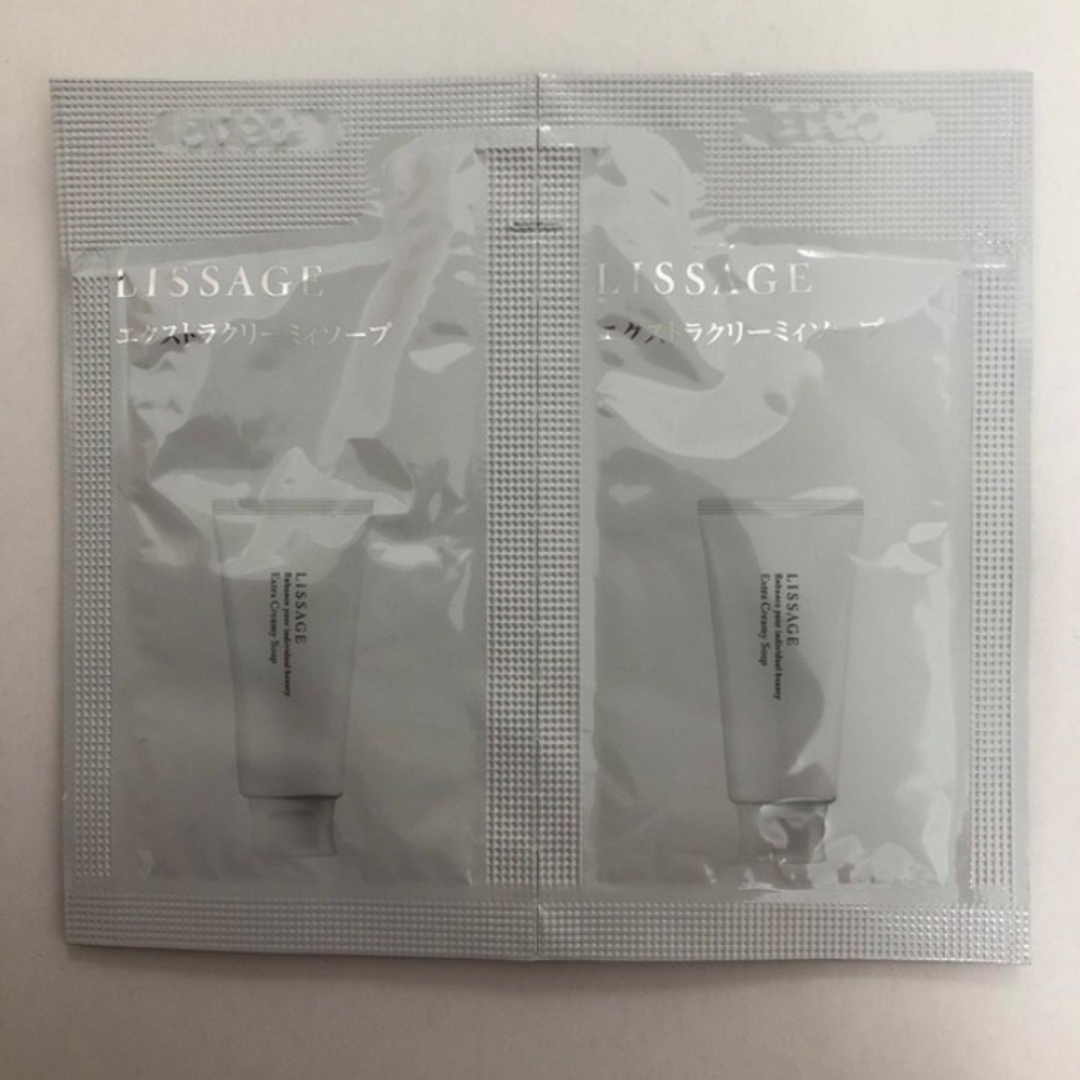 LISSAGE
エクストラクリーミィソープ
LISSAGE
Enhance your individual beauty
Extra Creamy Soap
LISSAGE
エクストラクリーミィソープ
LISSAGE
Enhance your individual beauty
Extra Creamy Soap